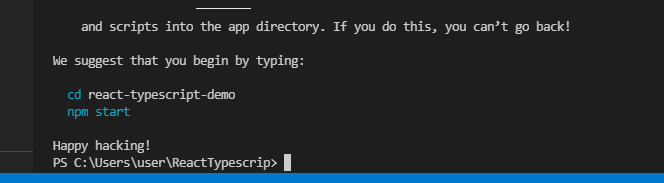 and scripts into the app directory. If you do this, you can’t go back!
We suggest that you begin by typing:
cd react-typescript-demo
npm start
Happy hacking!
PS C:\Users\user\ReactTypescrip>